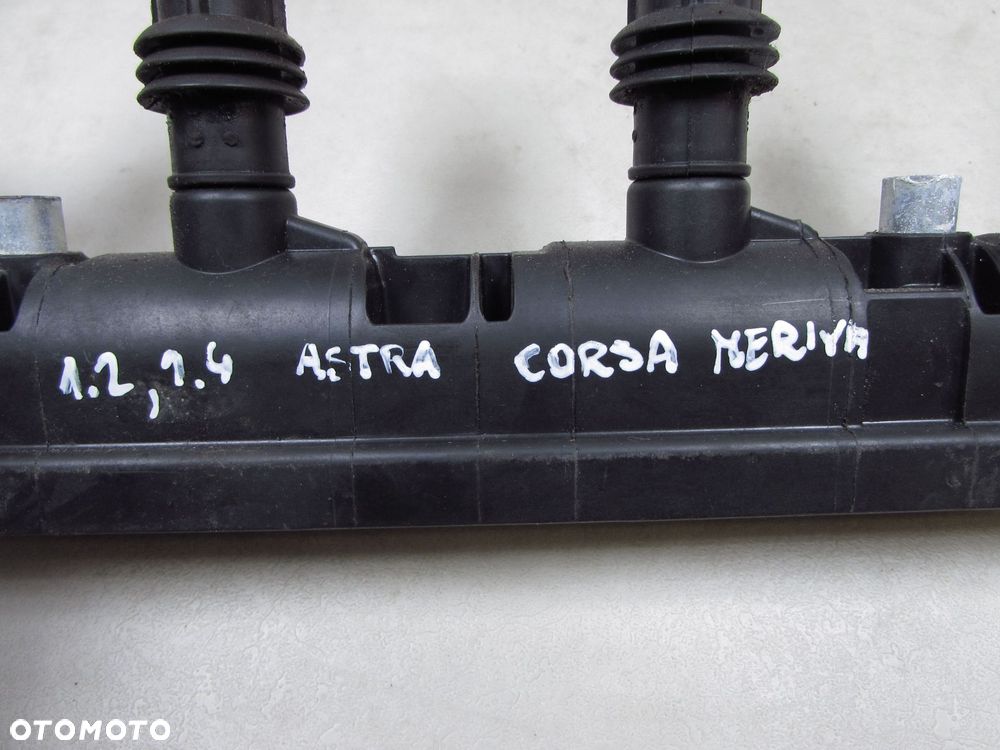 1.2, 1.4 ASTRA CORSA MERIVA
OTOMOTO